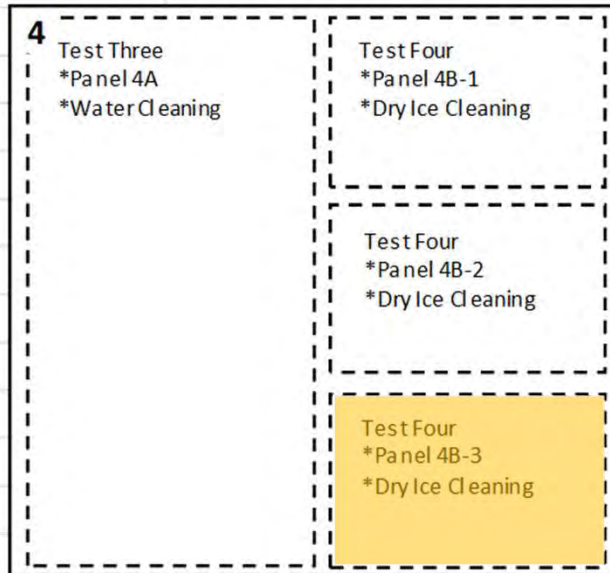 4
Test Three
*Panel 4A
*Water Cleaning
Test Four
*Panel 4B-1
*Dry Ice Cleaning
Test Four
*Panel 4B-2
*Dry Ice Cleaning
Test Four
*Panel 4B-3
*Dry Ice Cleaning